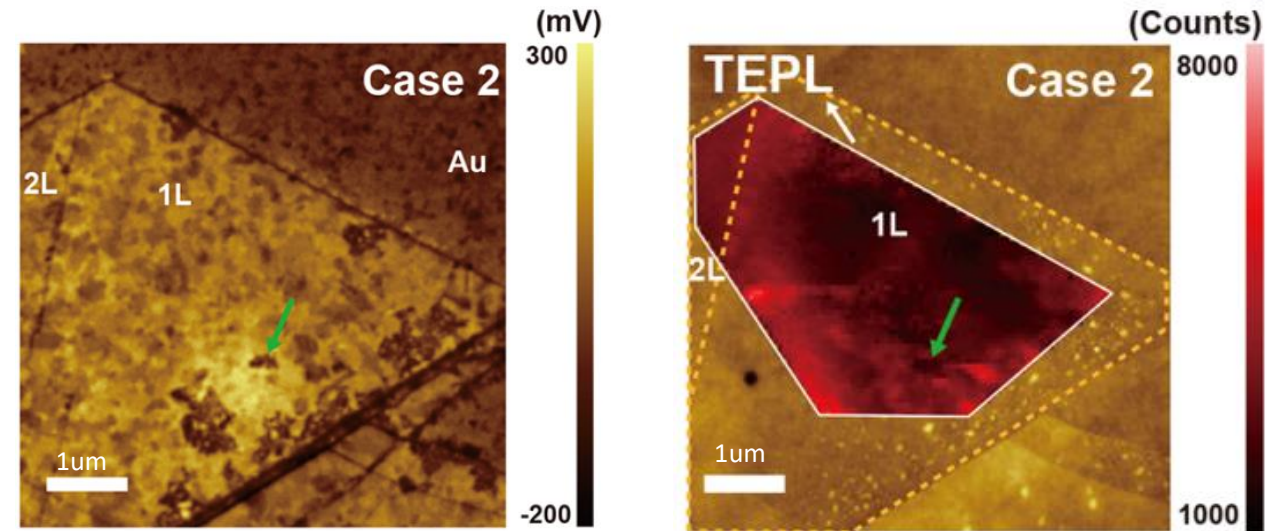 (mV)
300
Case 2
Au
2L
1L
1um
-200
(Counts)
8000
TEPL
Case 2
1L
2L
1um
1000